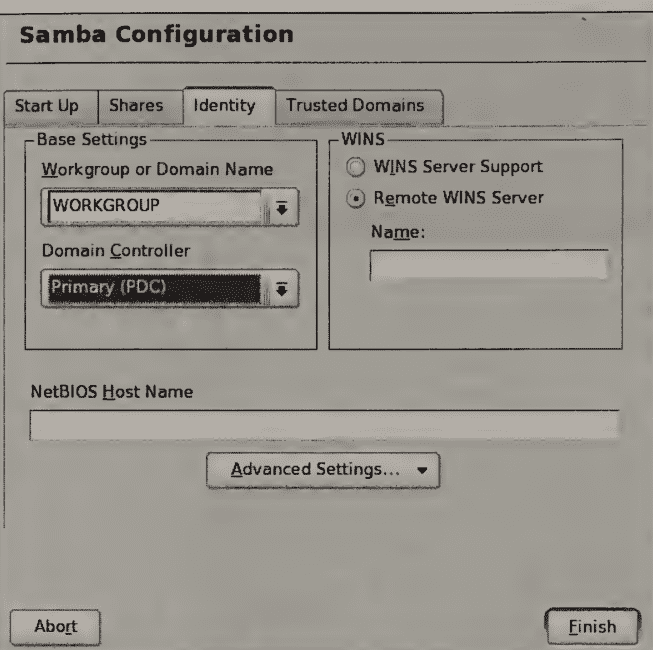 Samba Configuration
Start Up Shares Identity Trusted Domains
Base Settings
Workgroup or Domain Name
WORKGROUP
Domain Controller
Primary (PDC)
WINS
WINS Server Support
Remote WINS Server
Name:
NetBIOS Host Name
Advanced Settings...
Abort
Finish